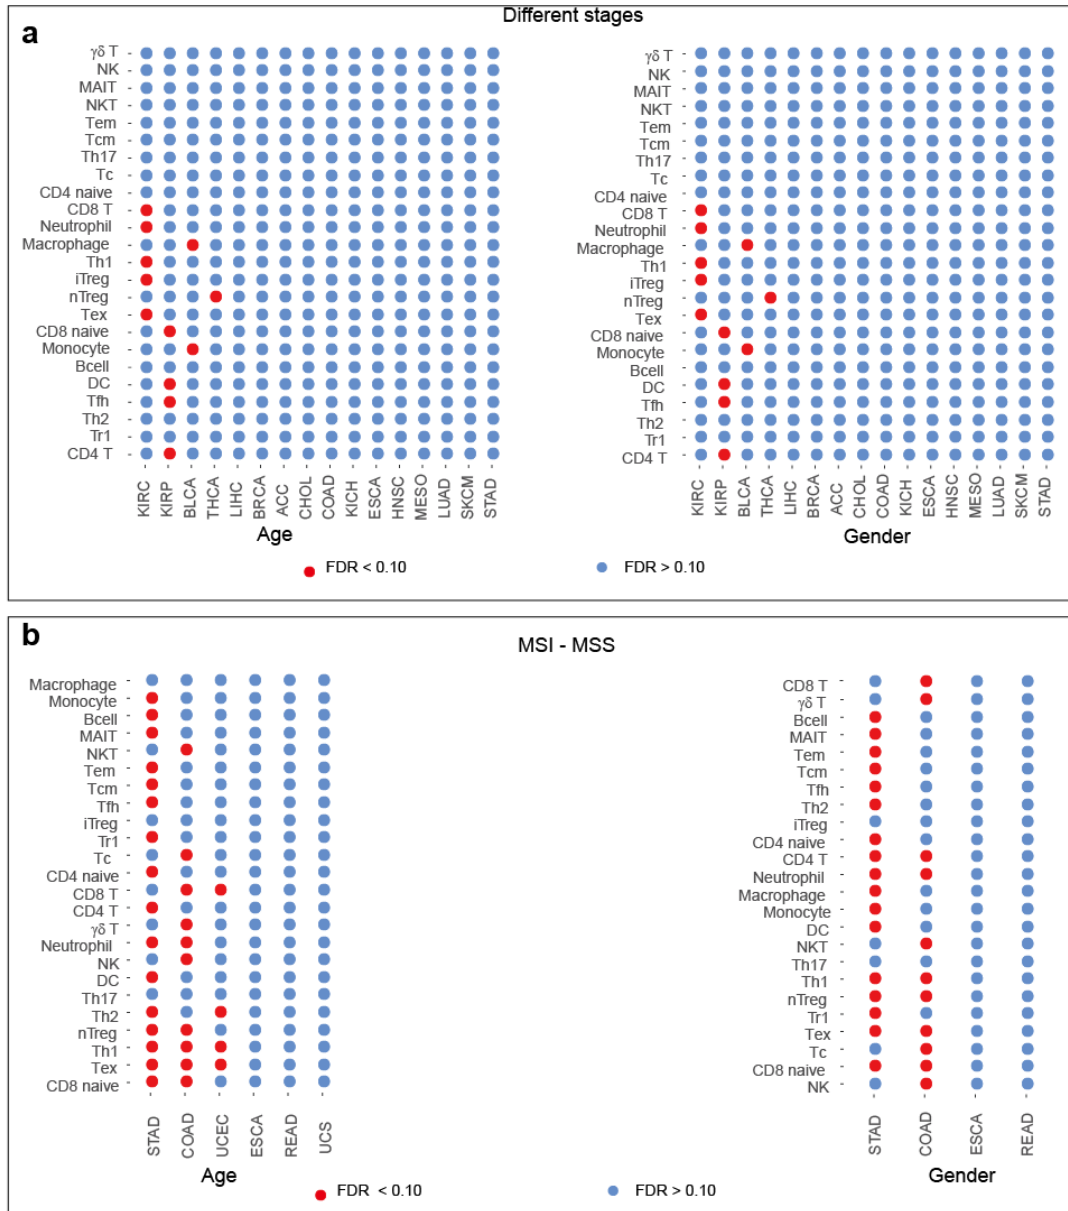 a
Different stages
γδ T
NK
MAIT
NKT
Tem
Tcm
Th17
Tc
CD4 naive
CD8 T
Neutrophil
Macrophage
Th1
iTreg
nTreg
Tex
CD8 naive
Monocyte
Bcell
DC
Tfh
Th2
Tr1
CD4 T
KIRC
KIRP
BLCA
THCA
LIHC
BRCA
ACC
CHOL
COAD
KICH
ESCA
HNSC
MESO
LUAD
SKCM
STAD
Age
γδ T
NK
MAIT
NKT
Tem
Tcm
Th17
Tc
CD4 naive
CD8 T
Neutrophil
Macrophage
Th1
iTreg
nTreg
Tex
CD8 naive
Monocyte
Bcell
DC
Tfh
Th2
Tr1
CD4 T
KIRC
KIRP
BLCA
THCA
LIHC
BRCA
ACC
CHOL
COAD
KICH
ESCA
HNSC
MESO
LUAD
SKCM
STAD
Gender
FDR < 0.10
FDR > 0.10
b
MSI - MSS
Macrophage
Monocyte
Bcell
MAIT
NKT
Tem
Tcm
Tfh
iTreg
Tr1
Tc
CD4 naive
CD8 T
CD4 T
γδ T
Neutrophil
NK
DC
Th17
Th2
nTreg
Th1
Tex
CD8 naive
STAD
COAD
UCEC
ESCA
READ
UCS
Age
CD8 T
γδ T
Bcell
MAIT
Tem
Tcm
Tfh
Th2
iTreg
CD4 naive
CD4 T
Neutrophil
Macrophage
Monocyte
DC
NKT
Th17
Th1
nTreg
Tr1
Tex
Tc
CD8 naive
NK
STAD
COAD
ESCA
READ
Gender
FDR < 0.10
FDR > 0.10